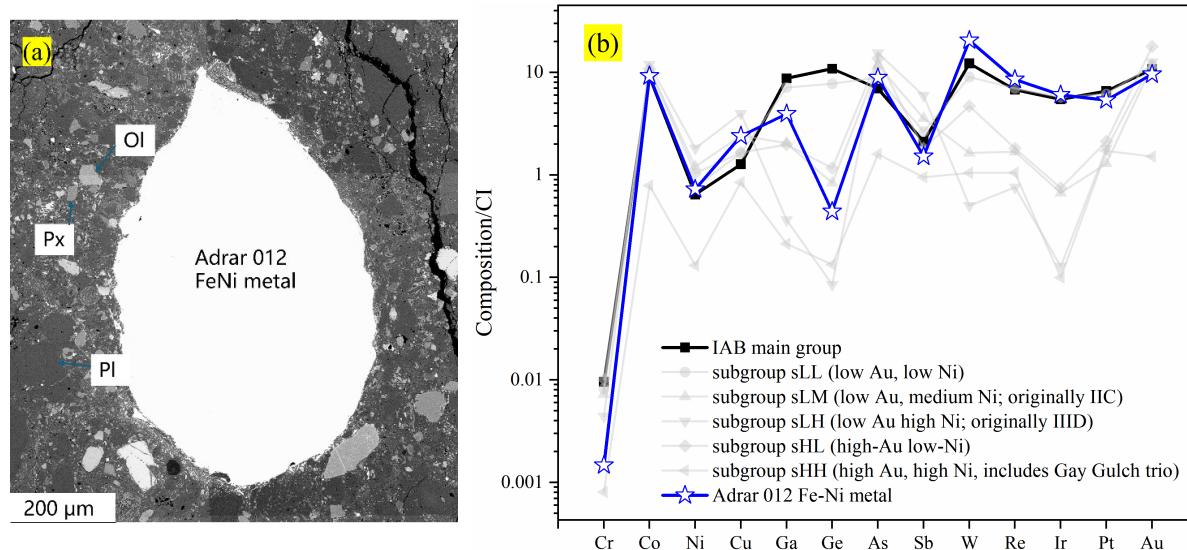 (a)
Ol
Px
Adrar 012
FeNi metal
Pl
200 μm
(b)
Composition/CI
10
1
0.1
0.01
0.001
IAB main group
subgroup sLL (low Au, low Ni)
subgroup sLM (low Au, medium Ni; originally IIC)
subgroup sLH (low Au high Ni; originally IIID)
subgroup sHL (high-Au low-Ni)
subgroup sHH (high Au, high Ni, includes Gay Gulch trio)
Adrar 012 Fe-Ni metal
Cr Co Ni Cu Ga Ge As Sb W Re Ir Pt Au